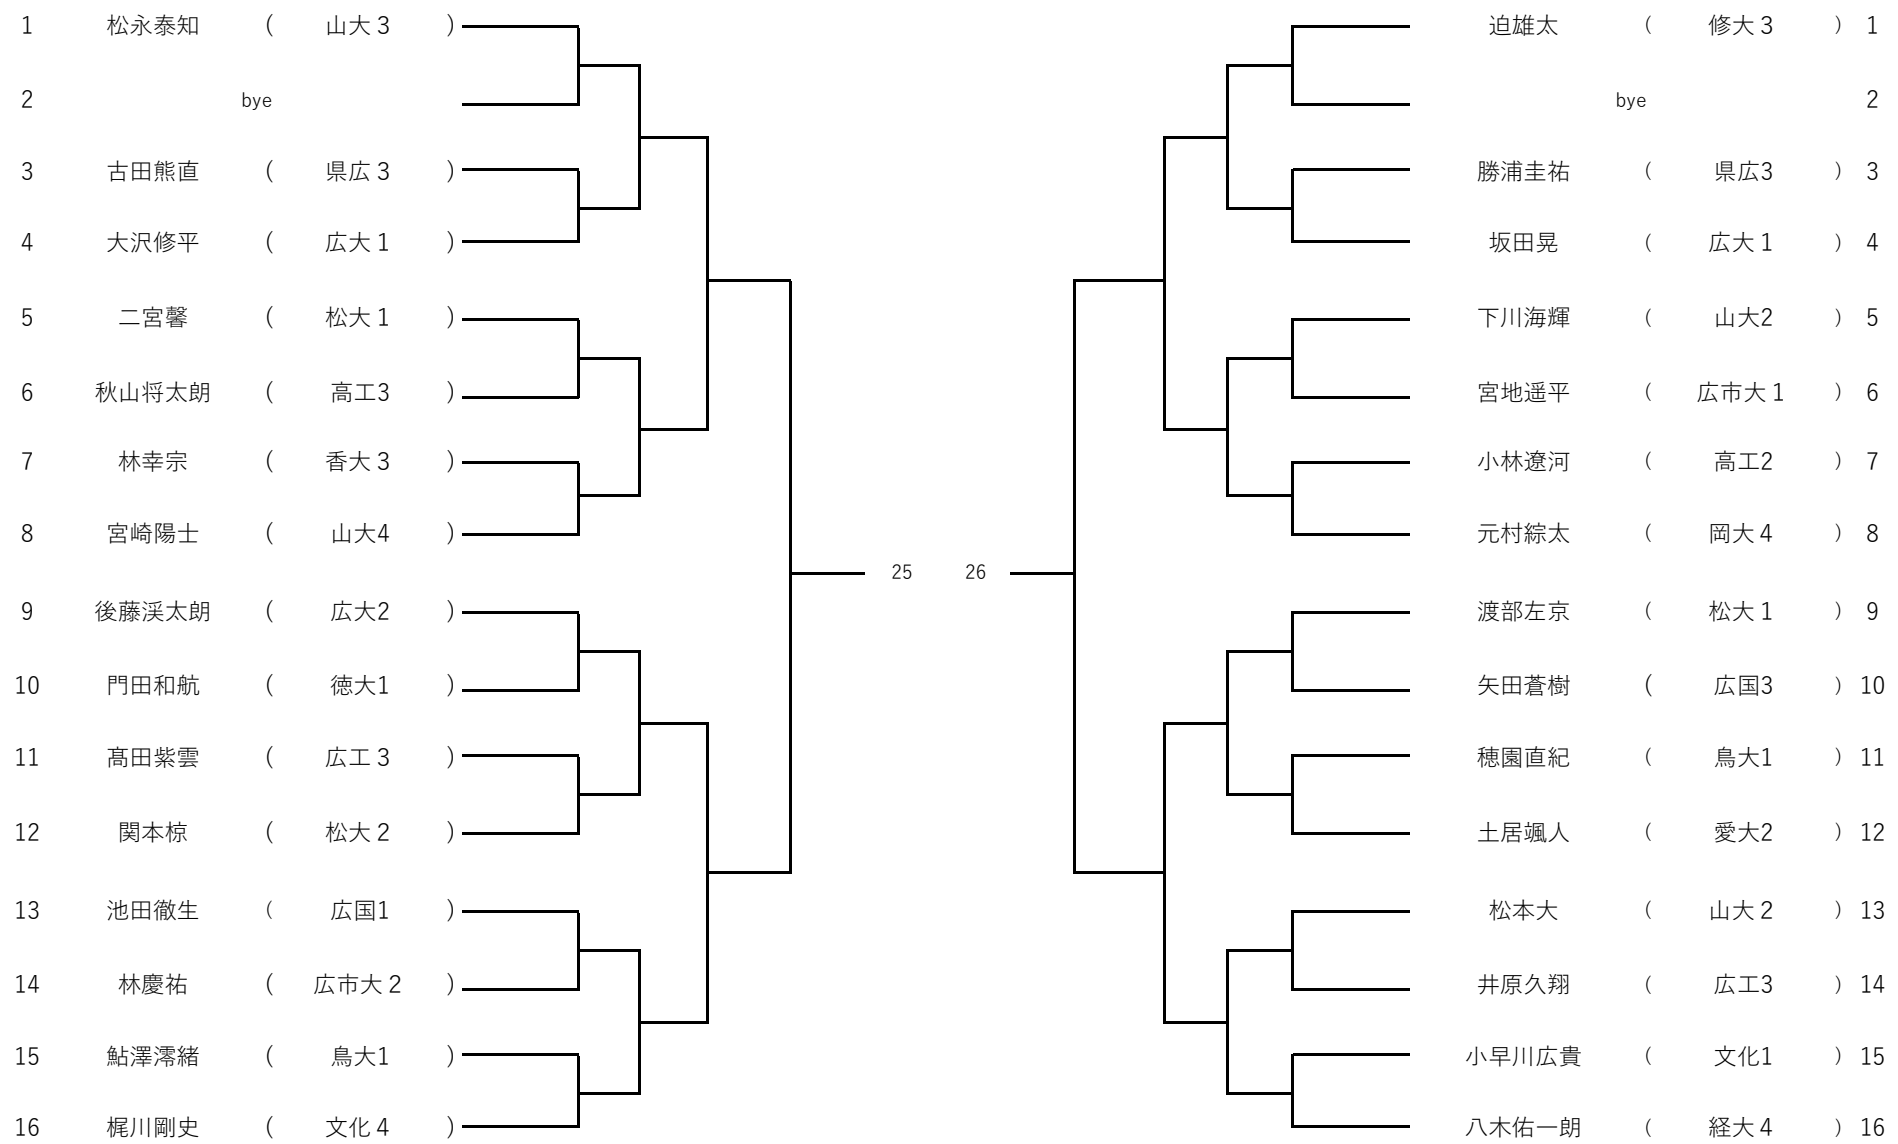 1 松永泰知 ( 山大３ )
2 bye
3 古田熊直 ( 県広３ )
4 大沢修平 ( 広大１ )
5 二宮馨 ( 松大１ )
6 秋山将太朗 ( 高工3 )
7 林幸宗 ( 香大３ )
8 宮崎陽士 ( 山大4 )
9 後藤渓太朗 ( 広大2 )
10 門田和航 ( 徳大1 )
11 髙田紫雲 ( 広工３ )
12 関本椋 ( 松大２ )
13 池田徹生 ( 広国1 )
14 林慶祐 ( 広市大２ )
15 鮎澤澪緒 ( 鳥大1 )
16 梶川剛史 ( 文化４ )
25 26
迫雄太 ( 修大３ ) 1
bye 2
勝浦圭祐 ( 県広3 ) 3
坂田晃 ( 広大１ ) 4
下川海輝 ( 山大2 ) 5
宮地遥平 ( 広市大１ ) 6
小林遼河 ( 高工2 ) 7
元村綜太 ( 岡大４ ) 8
渡部左京 ( 松大１ ) 9
矢田蒼樹 ( 広国3 ) 10
穂園直紀 ( 鳥大1 ) 11
土居颯人 ( 愛大2 ) 12
松本大 ( 山大２ ) 13
井原久翔 ( 広工3 ) 14
小早川広貴 ( 文化1 ) 15
八木佑一朗 ( 経大４ ) 16